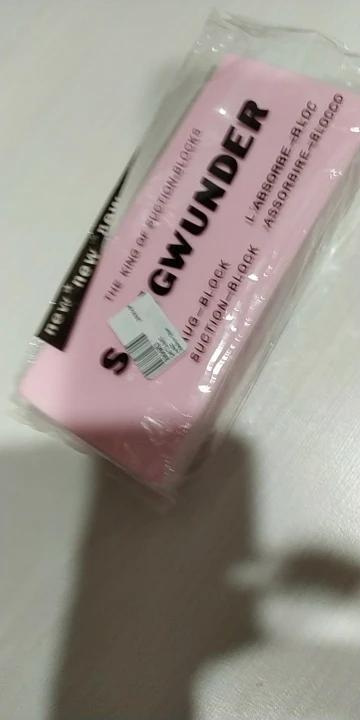 new * new * new
THE KING OF SUCTION-BLOCKS
S GWUNDER
UG-BLOCK
SUCTION-BLOCK
L'ABSORBE-BLOC
ASSORBIRE-BLOCCO